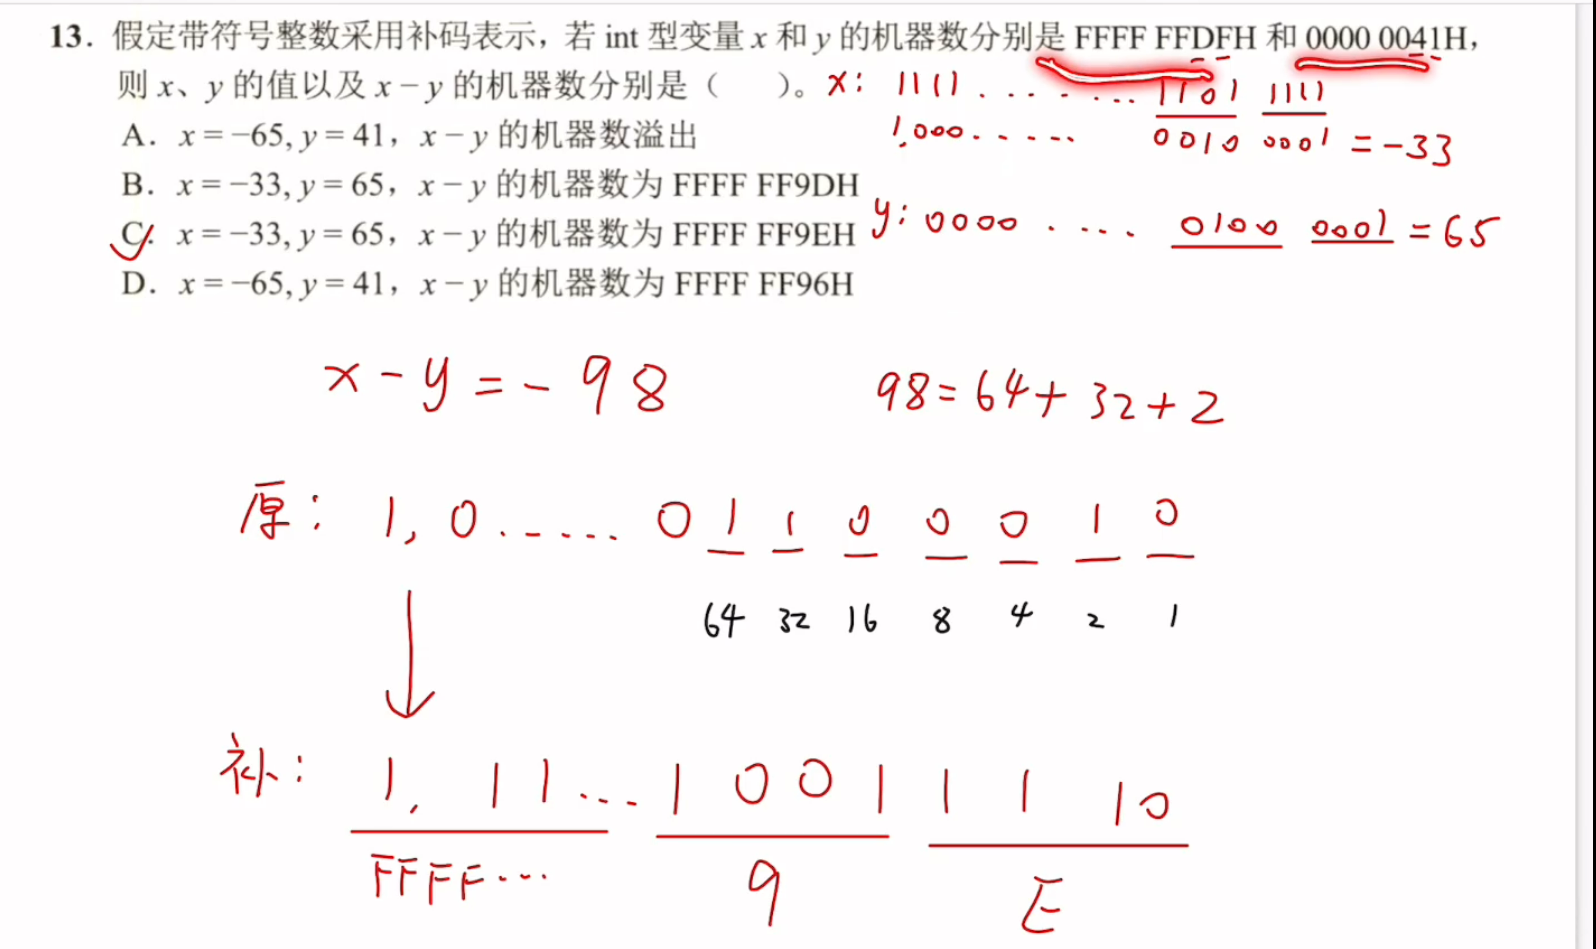 13. 假定带符号整数采用补码表示，若 int 型变量 x 和 y 的机器数分别是 FFFF FFDFH 和 0000 0041H，
则 x、y 的值以及 x − y 的机器数分别是（　　）。
x: 1111 . . . . . . . . 1101 1111
1,000. . . . . . 0010 0001 = -33
A. x = −65, y = 41，x − y 的机器数溢出
B. x = −33, y = 65，x − y 的机器数为 FFFF FF9DH
C. x = −33, y = 65，x − y 的机器数为 FFFF FF9EH
y: 0000 . . . . 0100 0001 = 65
D. x = −65, y = 41，x − y 的机器数为 FFFF FF96H
x - y = - 98
98 = 64 + 32 + 2
原: 1, 0 . . . . . . 0 1 1 0 0 0 1 0
64 32 16 8 4 2 1
补: 1, 1 1 ... 1 0 0 1 1 1 1 0
FFFF... 9 E